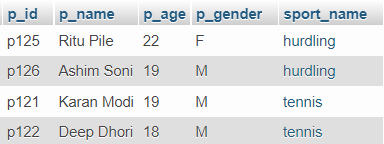 p_id p_name p_age p_gender sport_name
p125 Ritu Pile 22 F hurdling
p126 Ashim Soni 19 M hurdling
p121 Karan Modi 19 M tennis
p122 Deep Dhori 18 M tennis